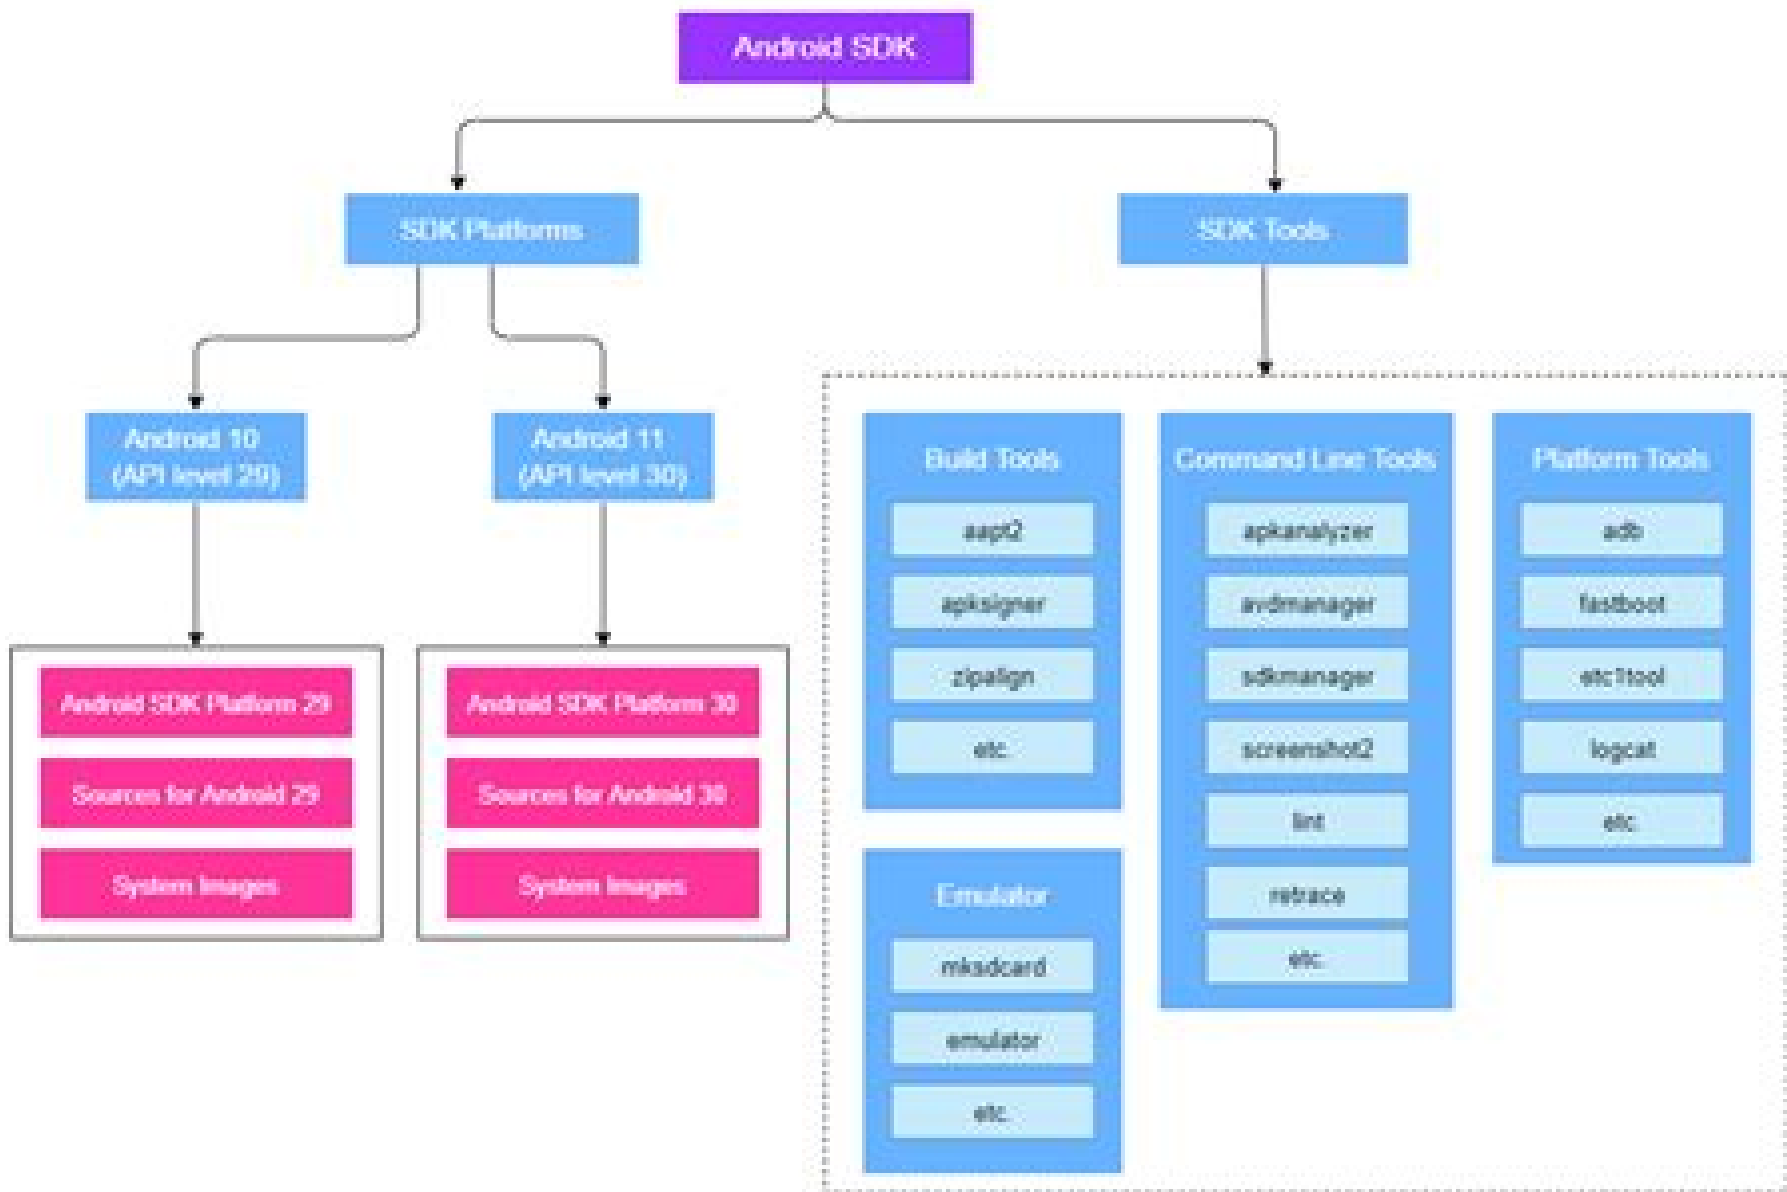 Android SDK
SDK Platforms
SDK Tools
Android 10
(API level 29)
Android 11
(API level 30)
Android SDK Platform 29
Sources for Android 29
System Images
Android SDK Platform 30
Sources for Android 30
System Images
Build Tools
aapt2
apksigner
zipalign
etc.
Emulator
mksdcard
emulator
etc.
Command Line Tools
apkanalyzer
avdmanager
sdkmanager
screenshot2
lint
retrace
etc.
Platform Tools
adb
fastboot
etc1tool
logcat
etc.